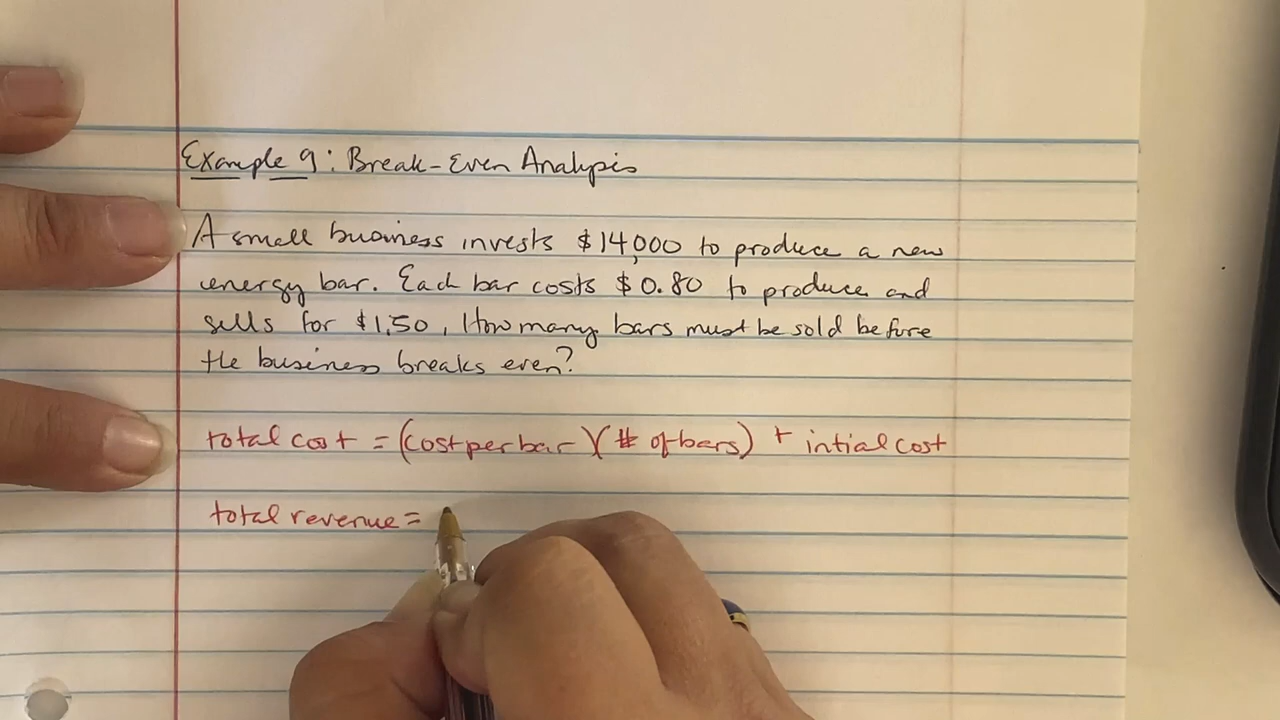 Example 9: Break-Even Analysis
A small business invests $14,000 to produce a new
energy bar. Each bar costs $0.80 to produce and
sells for $1.50. How many bars must be sold before
the business breaks even?
total cost = (cost per bar)(# of bars) + intial cost
total revenue =